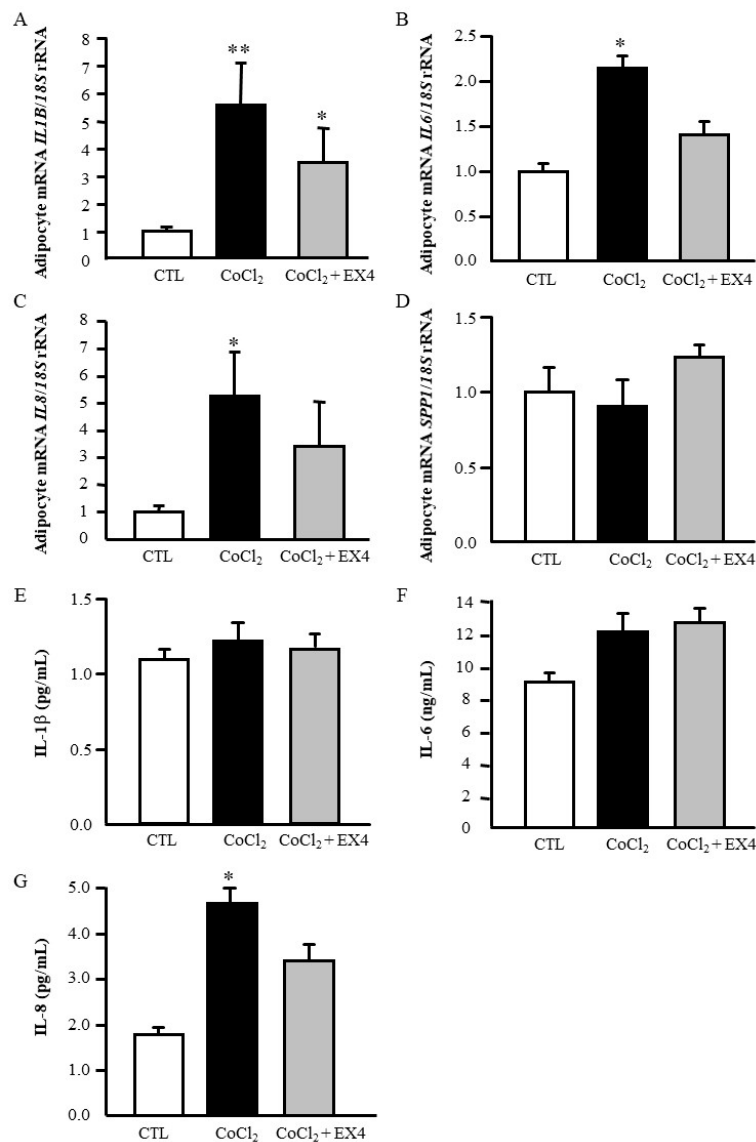 A
Adipocyte mRNA IL1B/18S rRNA
8
7
6
5
4
3
2
1
0
**
*
CTL
CoCl₂
CoCl₂+EX4
B
Adipocyte mRNA IL6/18S rRNA
2.5
2.0
1.5
1.0
0.5
0.0
*
CTL
CoCl₂
CoCl₂+EX4
C
Adipocyte mRNA IL8/18S rRNA
8
7
6
5
4
3
2
1
0
*
CTL
CoCl₂
CoCl₂+EX4
D
Adipocyte mRNA SPP1/18S rRNA
1.5
1.0
0.5
0.0
CTL
CoCl₂
CoCl₂+EX4
E
IL-1β (pg/mL)
1.5
1.0
0.5
0.0
CTL
CoCl₂
CoCl₂+EX4
F
IL-6 (ng/mL)
14
12
10
8
6
4
2
0
CTL
CoCl₂
CoCl₂+EX4
G
IL-8 (pg/mL)
5.0
4.0
3.0
2.0
1.0
0.0
*
CTL
CoCl₂
CoCl₂+EX4